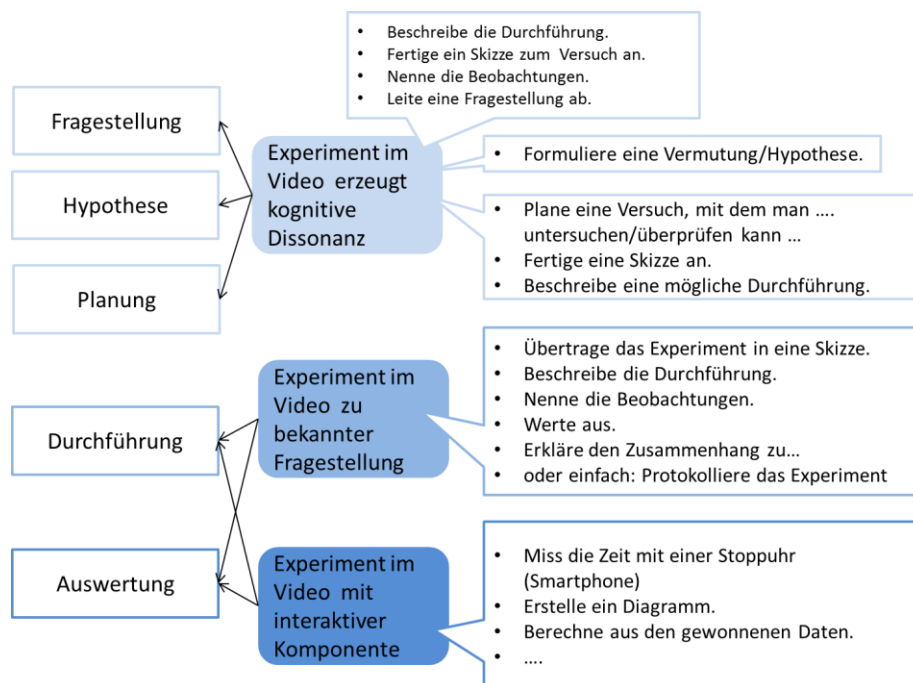 • Beschreibe die Durchführung.
• Fertige ein Skizze zum Versuch an.
• Nenne die Beobachtungen.
• Leite eine Fragestellung ab.
Fragestellung
Hypothese
Planung
Experiment im
Video erzeugt
kognitive
Dissonanz
• Formuliere eine Vermutung/Hypothese.
• Plane eine Versuch, mit dem man ....
untersuchen/überprüfen kann ...
• Fertige eine Skizze an.
• Beschreibe eine mögliche Durchführung.
Durchführung
Auswertung
Experiment im
Video zu
bekannter
Fragestellung
• Übertrage das Experiment in eine Skizze.
• Beschreibe die Durchführung.
• Nenne die Beobachtungen.
• Werte aus.
• Erkläre den Zusammenhang zu...
• oder einfach: Protokolliere das Experiment
Experiment im
Video mit
interaktiver
Komponente
• Miss die Zeit mit einer Stoppuhr
(Smartphone)
• Erstelle ein Diagramm.
• Berechne aus den gewonnenen Daten.
• ....